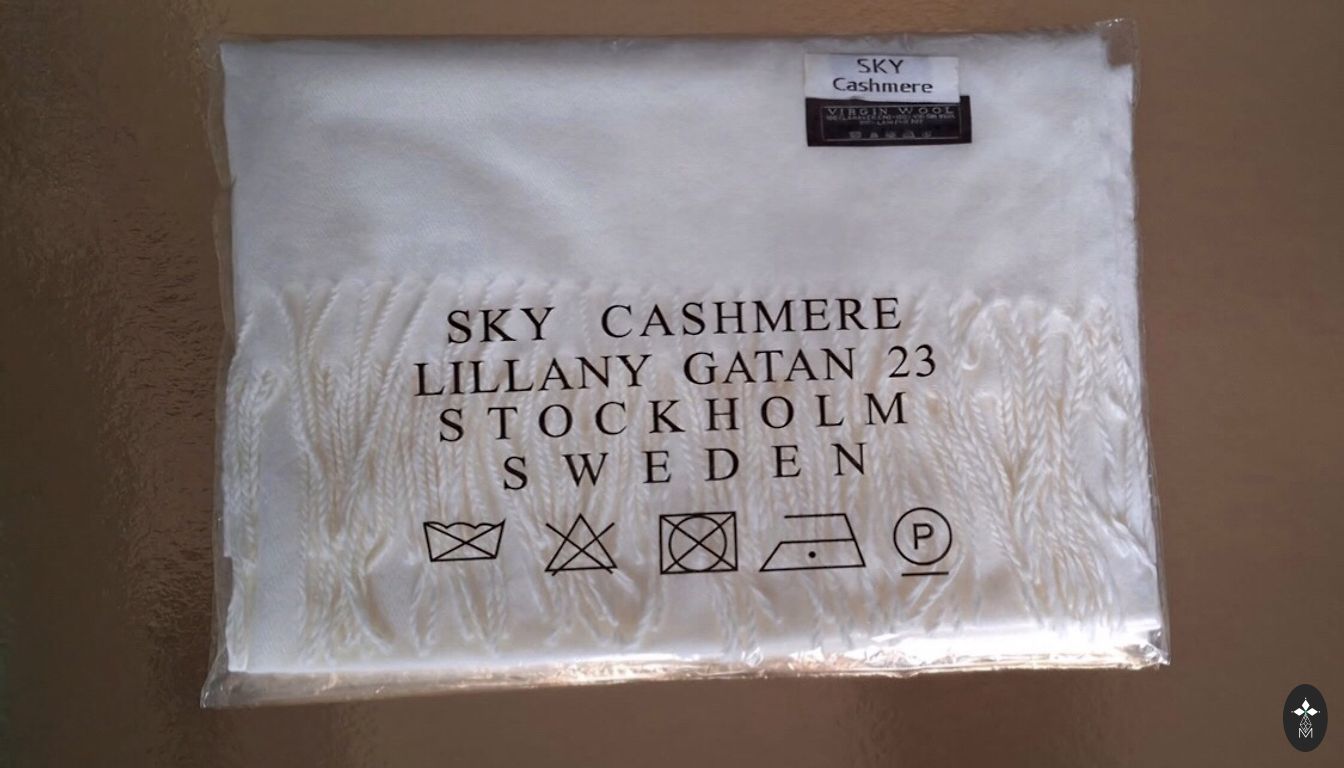 SKY
Cashmere
VIRGIN WOOL
SKY CASHMERE
LILLANY GATAN 23
STOCKHOLM
SWEDEN
P
M